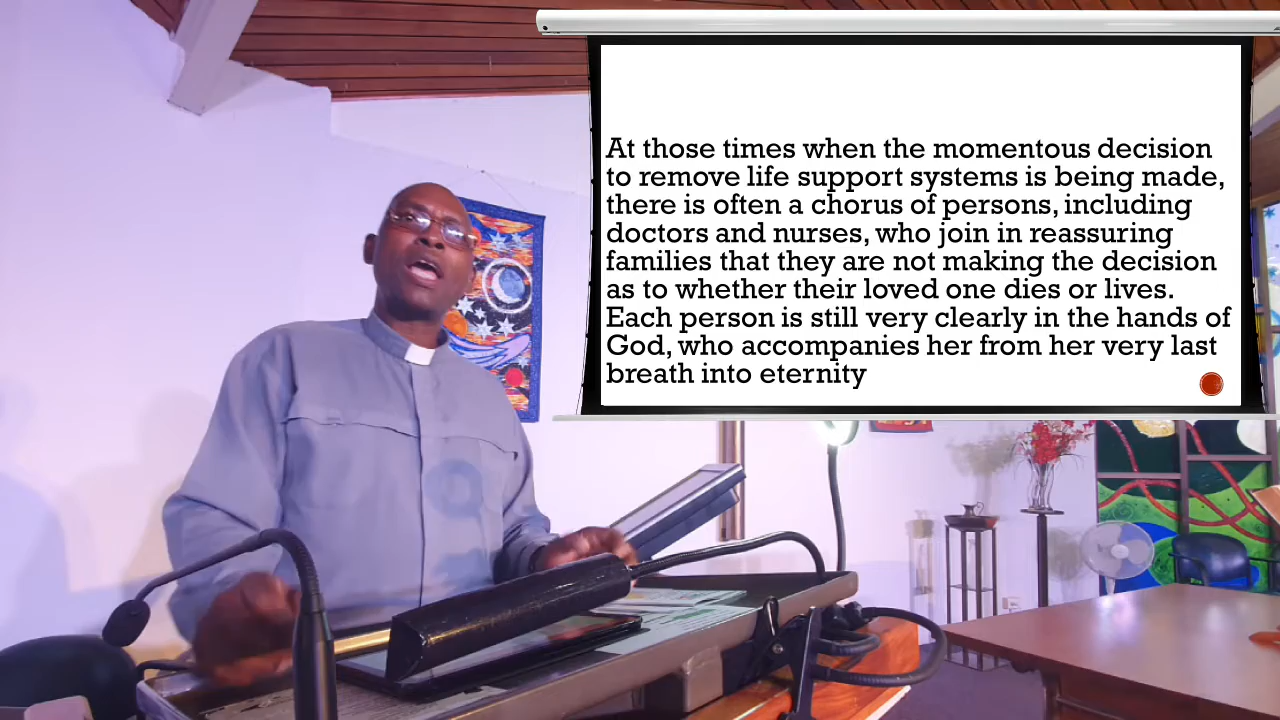 At those times when the momentous decision
to remove life support systems is being made,
there is often a chorus of persons, including
doctors and nurses, who join in reassuring
families that they are not making the decision
as to whether their loved one dies or lives.
Each person is still very clearly in the hands of
God, who accompanies her from her very last
breath into eternity